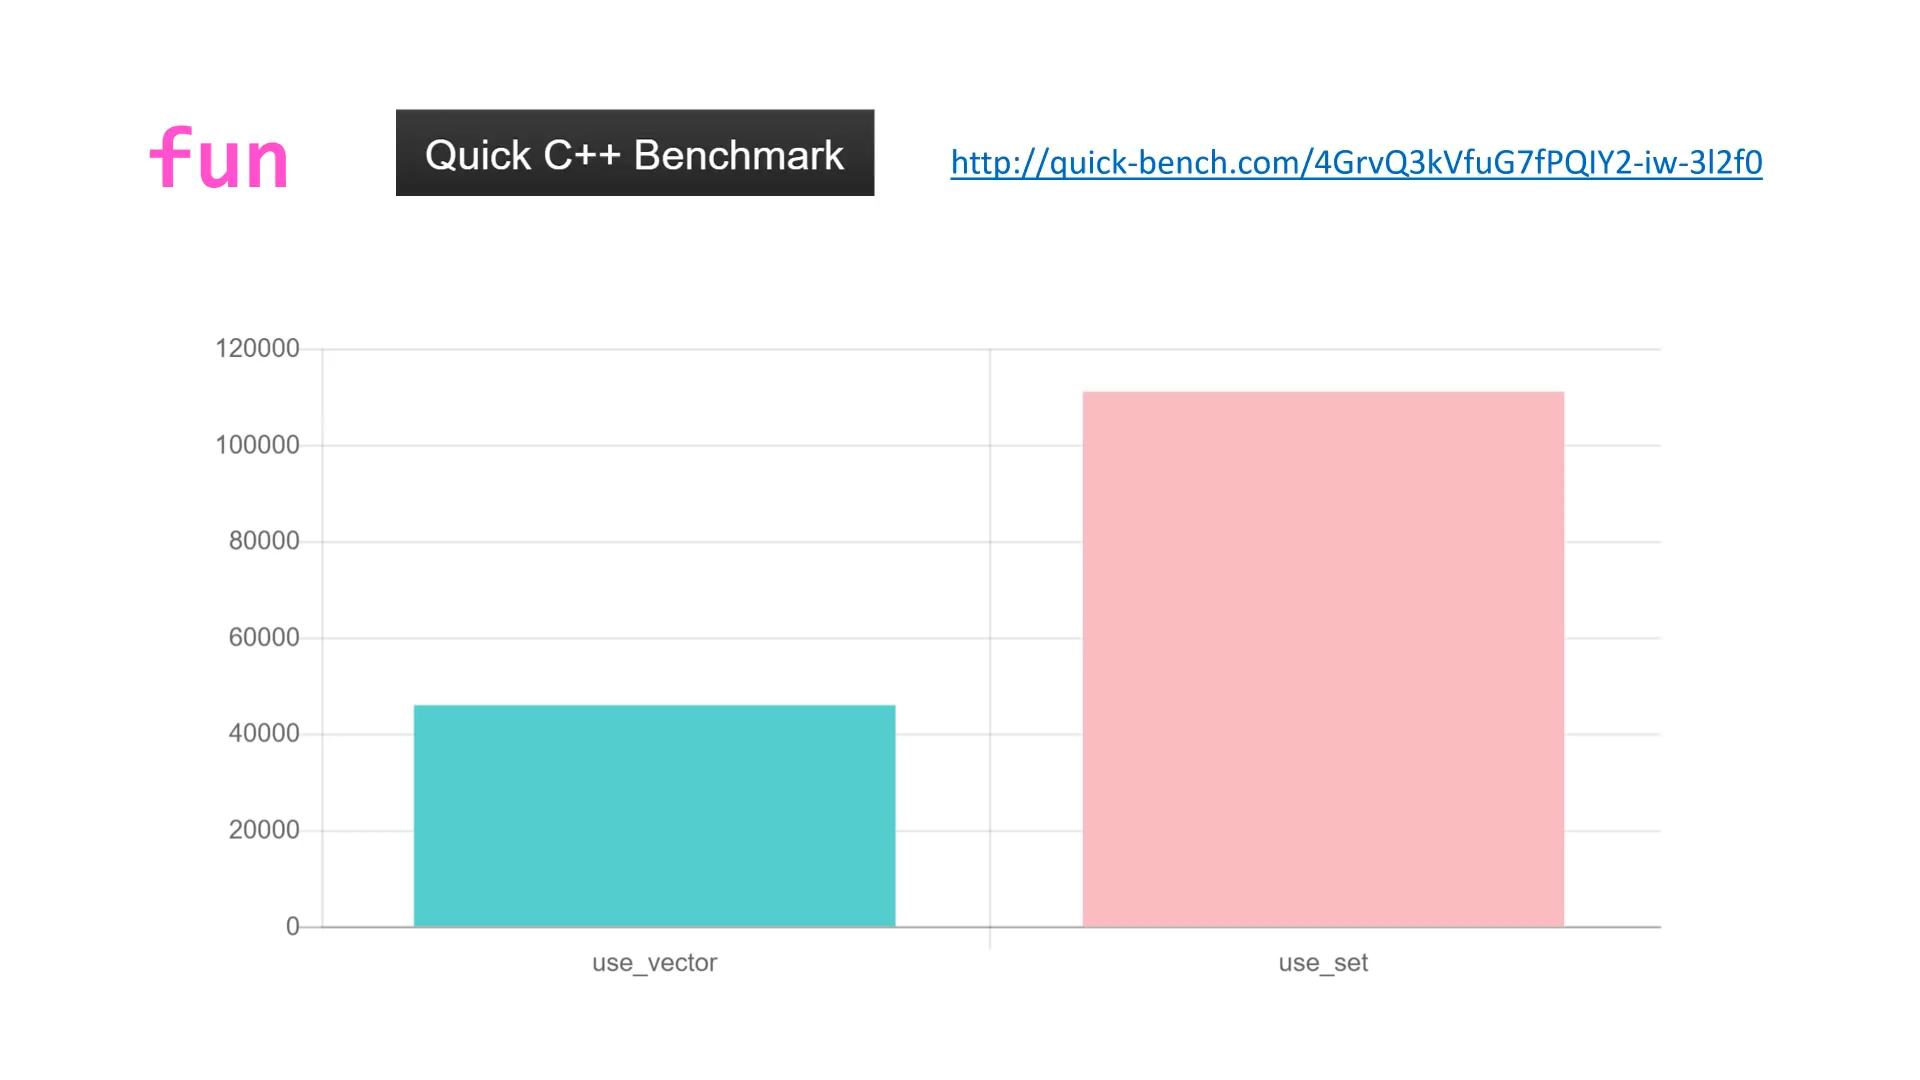 fun
Quick C++ Benchmark
http://quick-bench.com/4GrvQ3kVfuG7fPQIY2-iw-3l2f0
120000
100000
80000
60000
40000
20000
0
use_vector
use_set